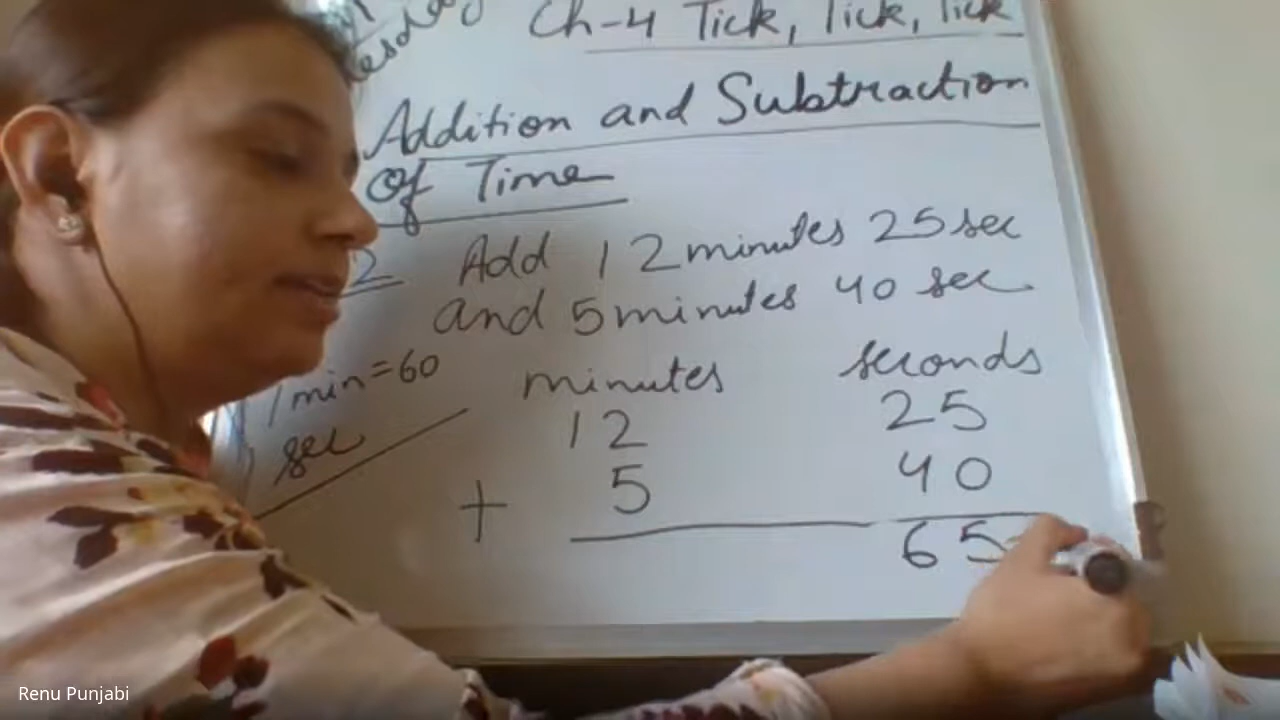 Ch-4 Tick, Tick, Tick
Addition and Subtraction
Of Time
2 Add 12 minutes 25 sec
and 5 minutes 40 sec
1 min = 60
sec
minutes seconds
12 25
+ 5 40
65
Renu Punjabi